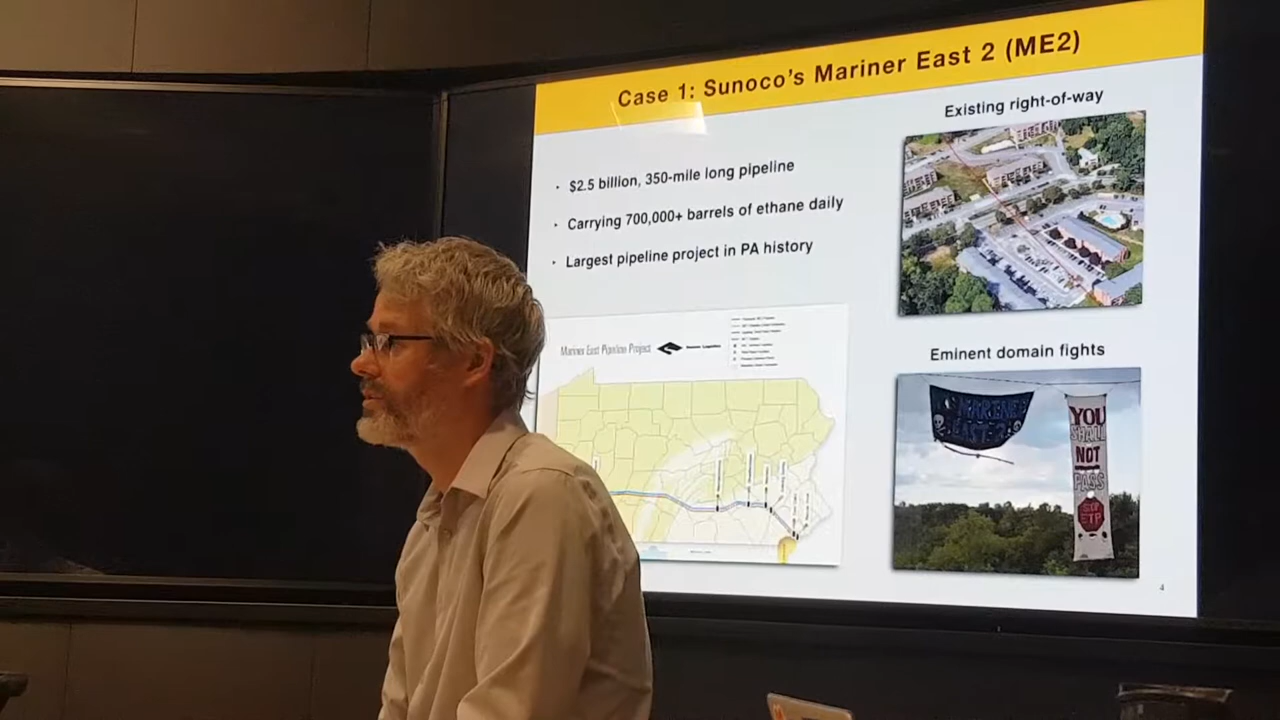 Case 1: Sunoco's Mariner East 2 (ME2)
· $2.5 billion, 350-mile long pipeline
· Carrying 700,000+ barrels of ethane daily
· Largest pipeline project in PA history
Existing right-of-way
Mariner East Pipeline Project
Sunoco Logistics
Eminent domain fights
MARINER
EAST 2
YOU
SHALL
NOT
PASS
STOP
ETP
4